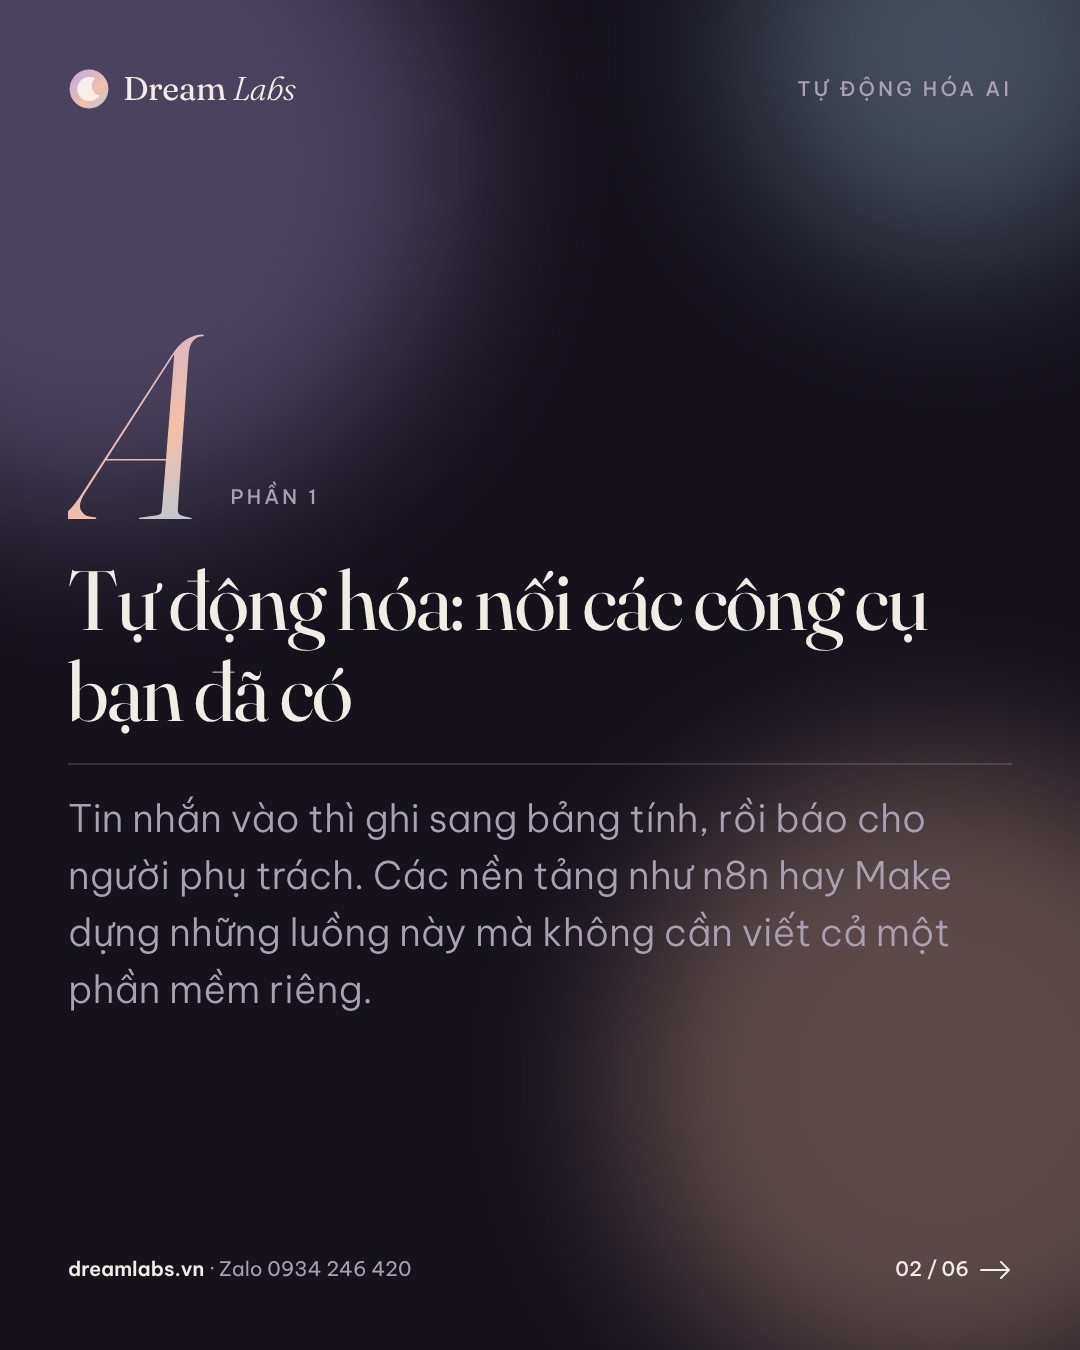 Dream Labs
TỰ ĐỘNG HÓA AI
A
PHẦN 1
Tự động hóa: nối các công cụ
bạn đã có
Tin nhắn vào thì ghi sang bảng tính, rồi báo cho
người phụ trách. Các nền tảng như n8n hay Make
dựng những luồng này mà không cần viết cả một
phần mềm riêng.
dreamlabs.vn · Zalo 0934 246 420
02 / 06 →